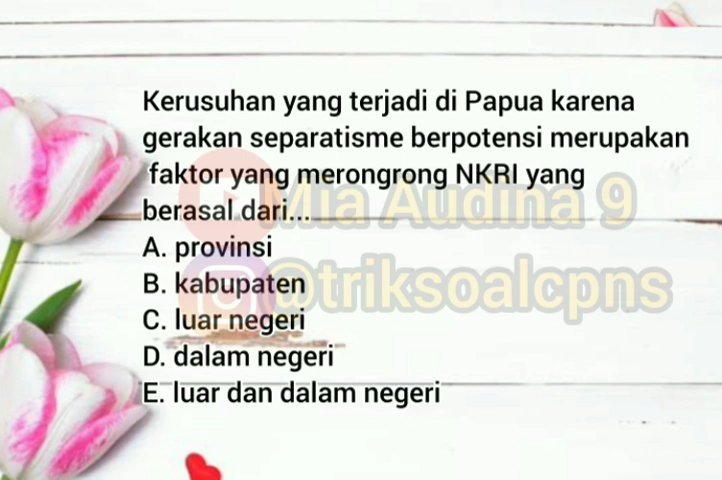 Kerusuhan yang terjadi di Papua karena
gerakan separatisme berpotensi merupakan
faktor yang merongrong NKRI yang
berasal dari...
Mia Audina 9
A. provinsi
B. kabupaten
@triksoalcpns
C. luar negeri
D. dalam negeri
E. luar dan dalam negeri